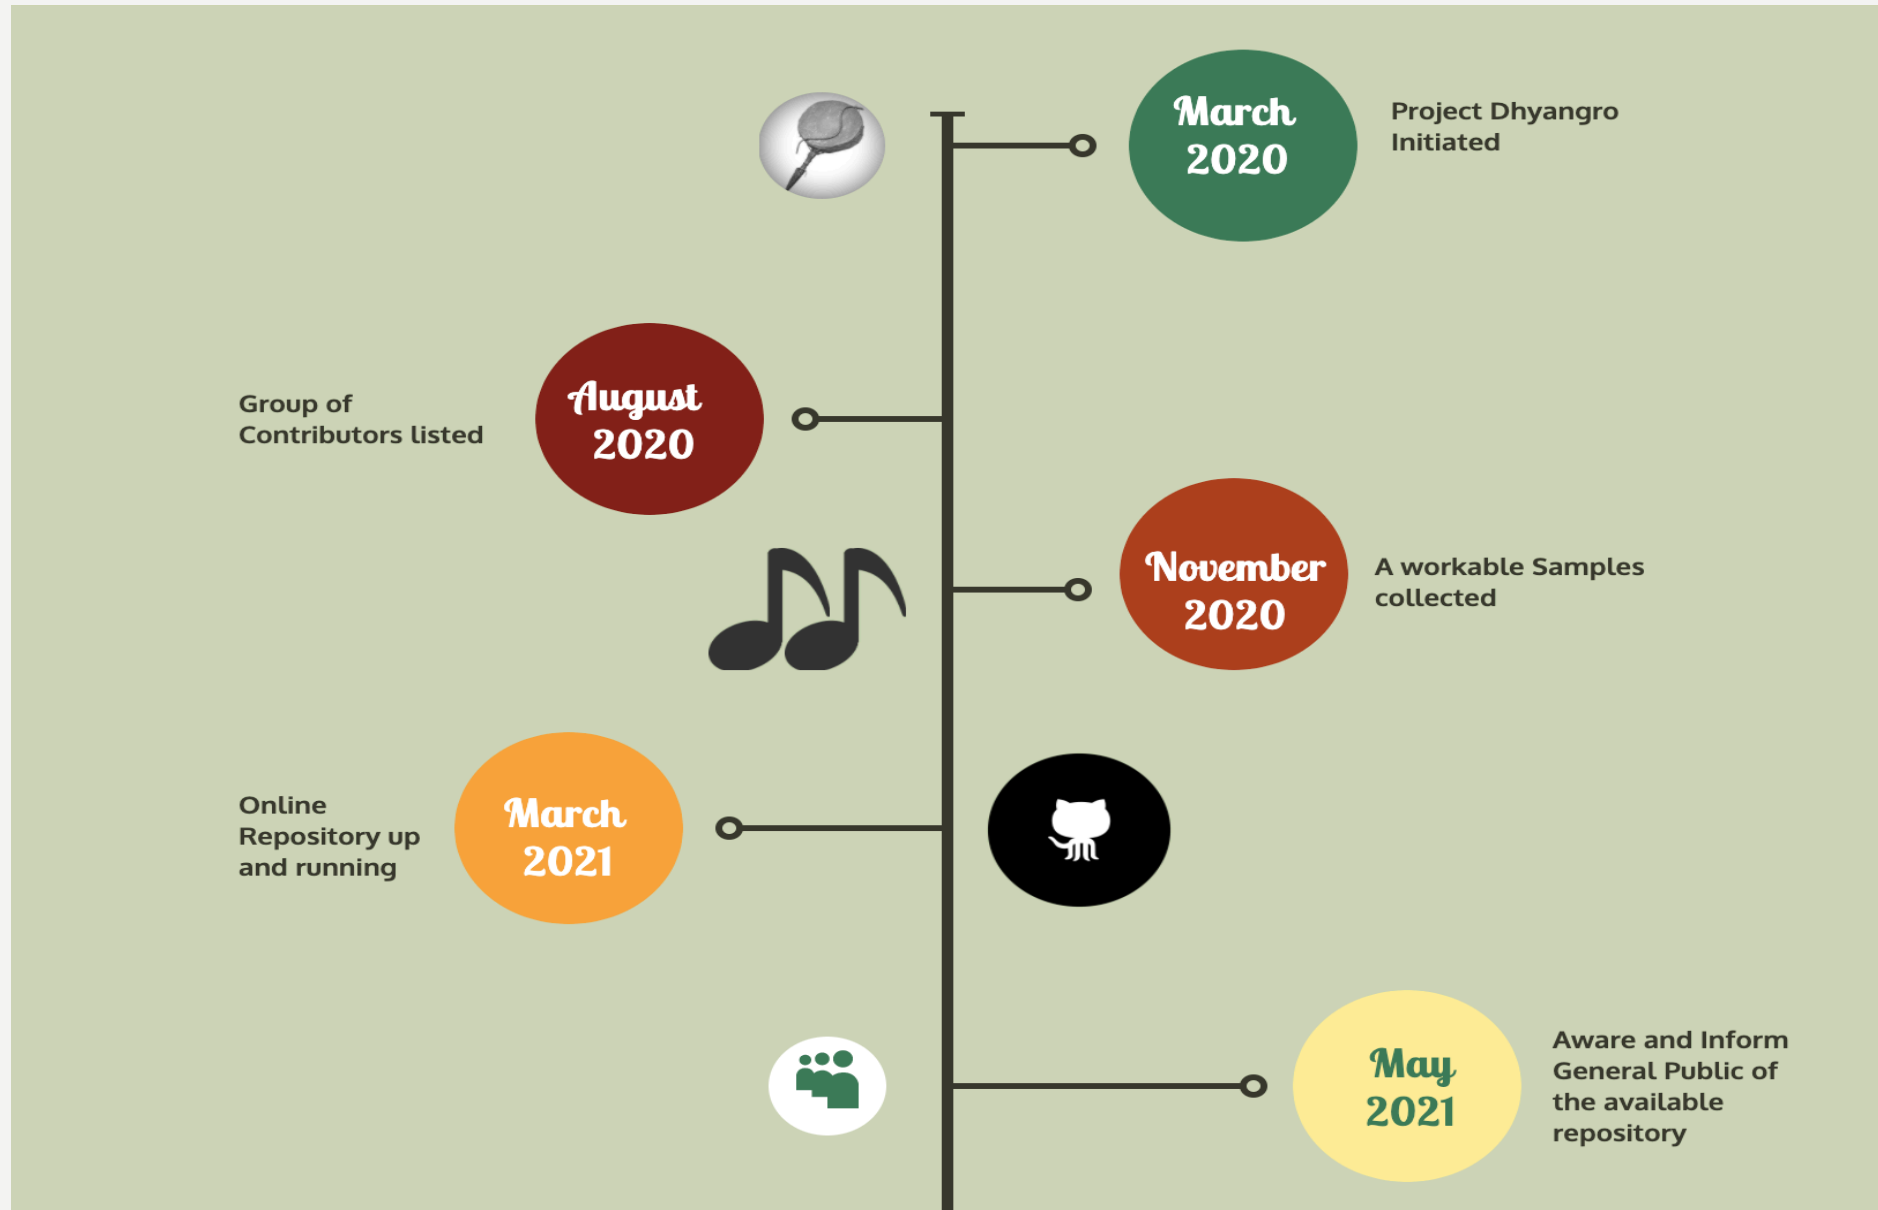 March
2020
Project Dhyangro
Initiated
August
2020
Group of
Contributors listed
November
2020
A workable Samples
collected
March
2021
Online
Repository up
and running
May
2021
Aware and Inform
General Public of
the available
repository